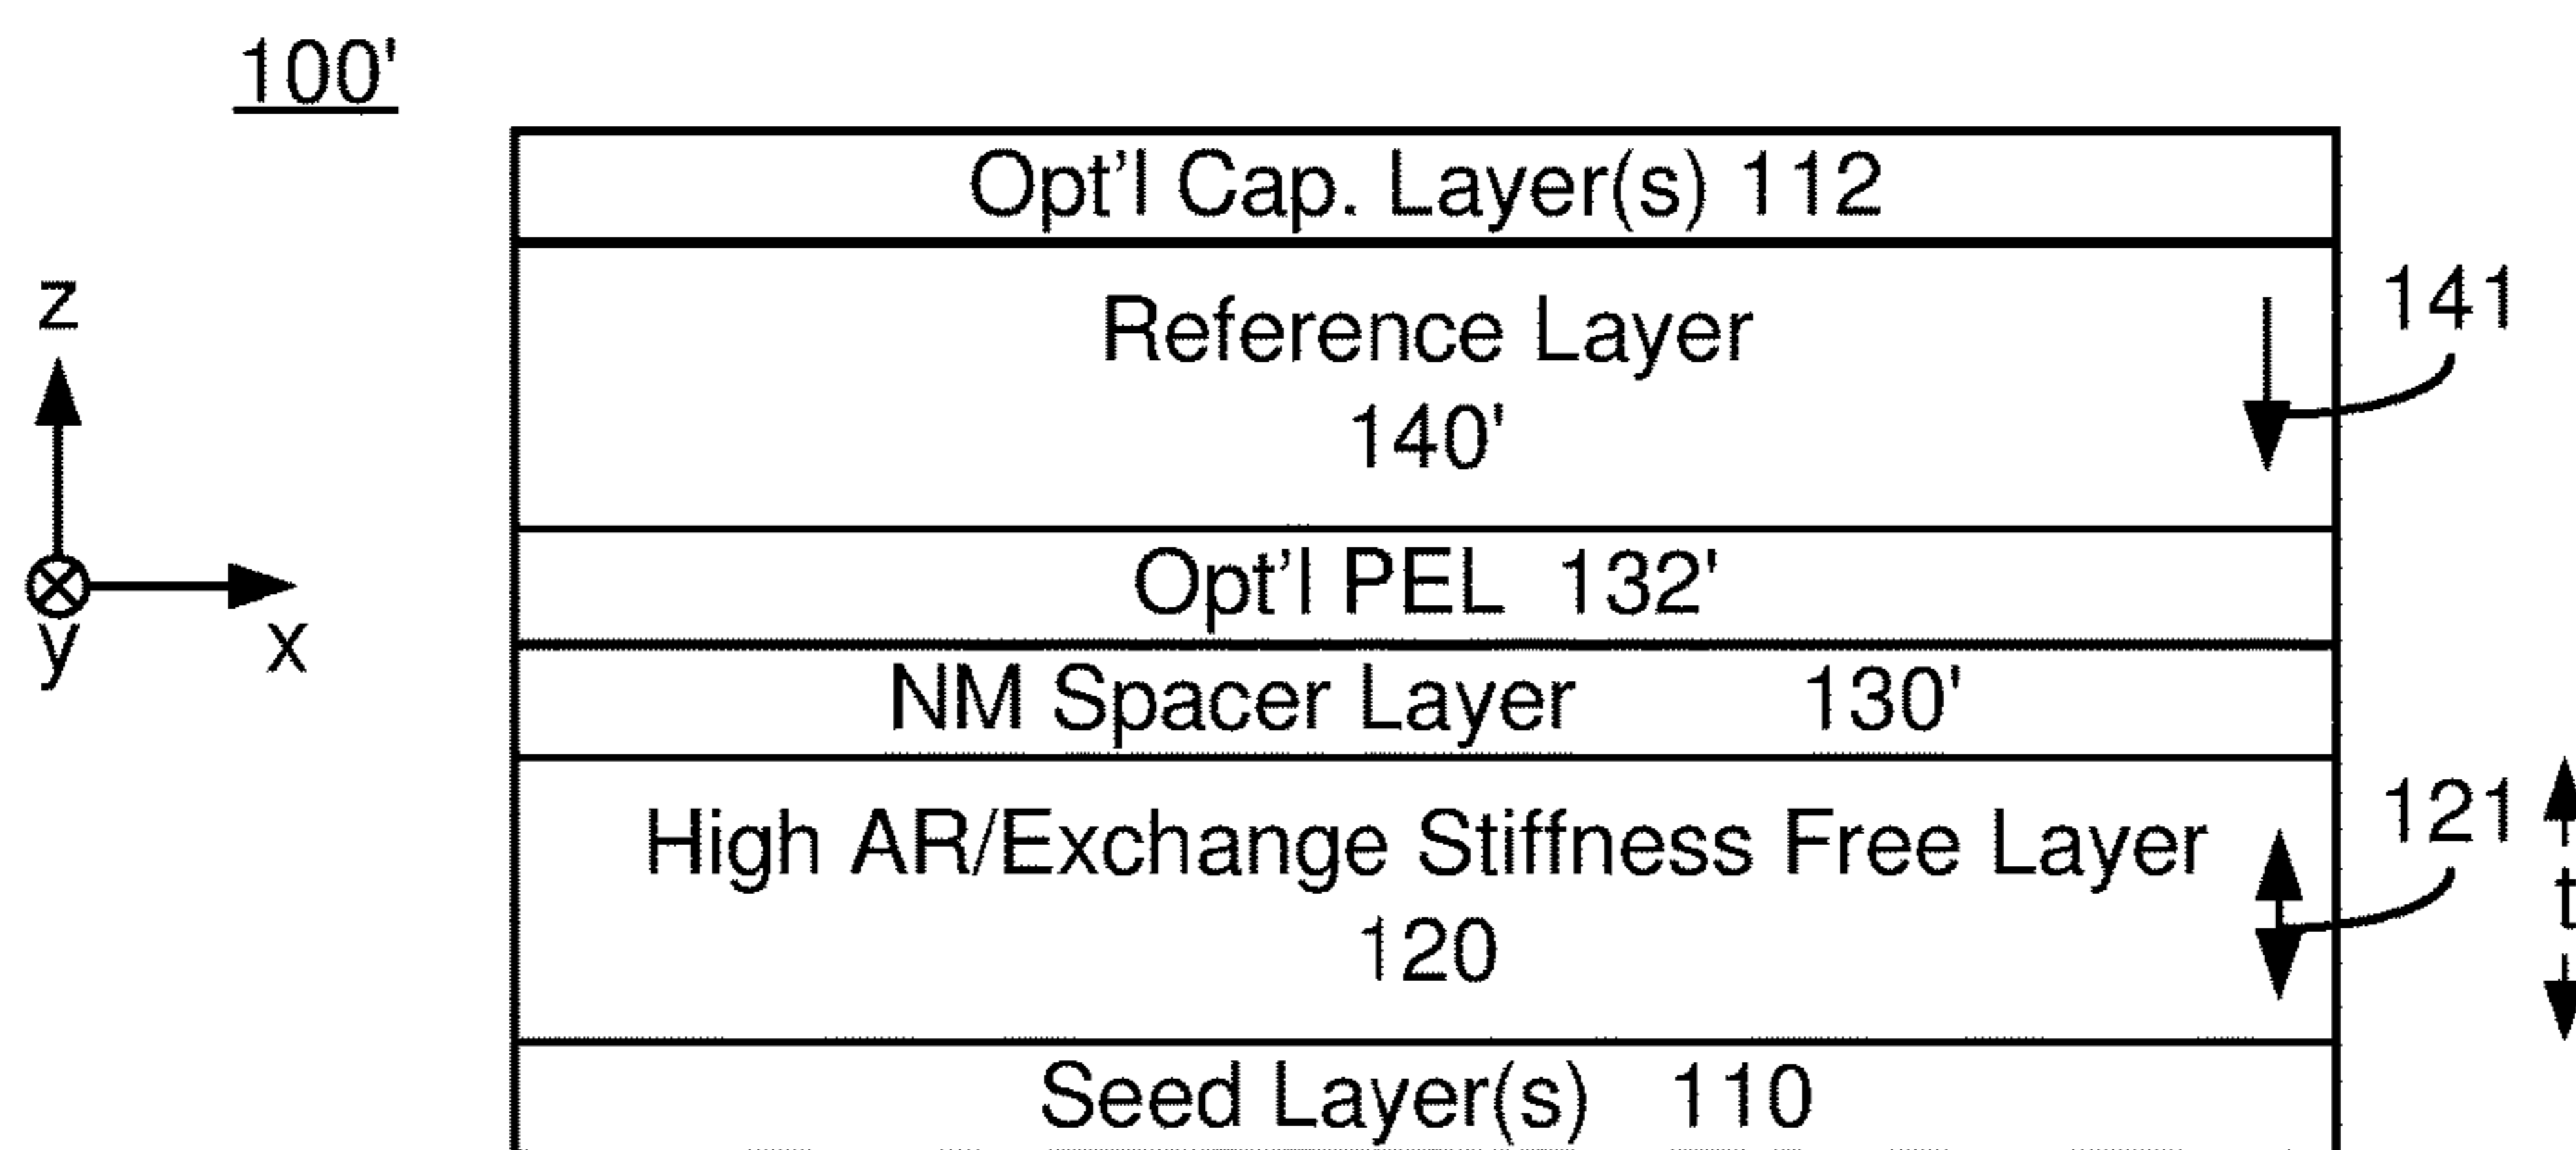 100'
Opt'l Cap. Layer(s) 112
z
Reference Layer
141
140'
y
x
Opt'l PEL 132'
NM Spacer Layer 130'
High AR/Exchange Stiffness Free Layer
121
t
120
Seed Layer(s) 110